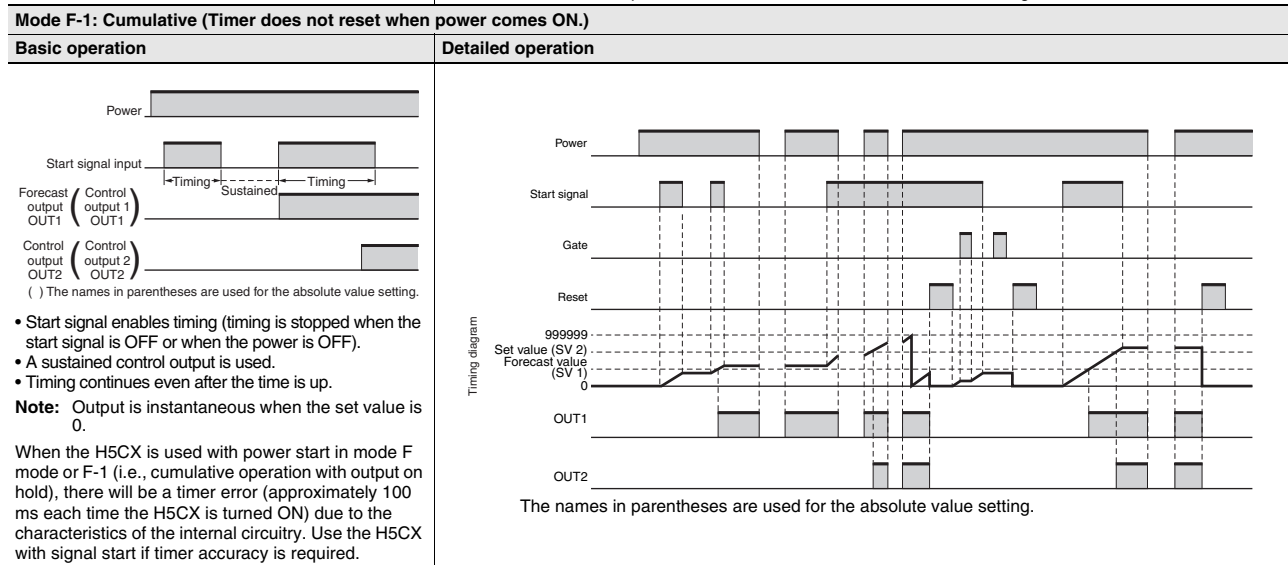 Mode F-1: Cumulative (Timer does not reset when power comes ON.)
Basic operation
Detailed operation
Power
Start signal input
Timing
Sustained
Timing
Forecast output OUT1 (Control output 1 OUT1)
Control output OUT2 (Control output 2 OUT2)
( ) The names in parentheses are used for the absolute value setting.
• Start signal enables timing (timing is stopped when the
start signal is OFF or when the power is OFF).
• A sustained control output is used.
• Timing continues even after the time is up.
Note: Output is instantaneous when the set value is
0.
When the H5CX is used with power start in mode F
mode or F-1 (i.e., cumulative operation with output on
hold), there will be a timer error (approximately 100
ms each time the H5CX is turned ON) due to the
characteristics of the internal circuitry. Use the H5CX
with signal start if timer accuracy is required.
Power
Start signal
Gate
Reset
Timing diagram
999999
Set value (SV 2)
Forecast value
(SV 1)
0
OUT1
OUT2
The names in parentheses are used for the absolute value setting.